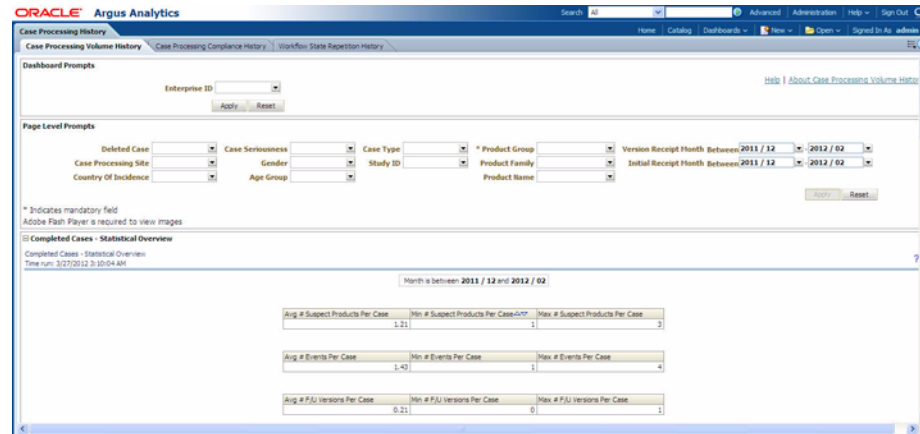 ORACLE® Argus Analytics Search All Advanced Administration Help Sign Out
Case Processing History Home Catalog Dashboards New Open Signed In As admin
Case Processing Volume History Case Processing Compliance History Workflow State Repetition History
Dashboard Prompts
Help | About Case Processing Volume Histor
Enterprise ID
Apply Reset
Page Level Prompts
Deleted Case Case Seriousness Case Type * Product Group Version Receipt Month Between 2011 / 12 - 2012 / 02
Case Processing Site Gender Study ID Product Family Initial Receipt Month Between 2011 / 12 - 2012 / 02
Country Of Incidence Age Group Product Name
Apply Reset
* Indicates mandatory field
Adobe Flash Player is required to view images
Completed Cases - Statistical Overview
Completed Cases - Statistical Overview
Time run: 3/27/2012 3:10:04 AM
?
Month is between 2011 / 12 and 2012 / 02
Avg # Suspect Products Per Case Min # Suspect Products Per Case Max # Suspect Products Per Case
1.21 1 3
Avg # Events Per Case Min # Events Per Case Max # Events Per Case
1.43 1 4
Avg # F/U Versions Per Case Min # F/U Versions Per Case Max # F/U Versions Per Case
0.21 0 1